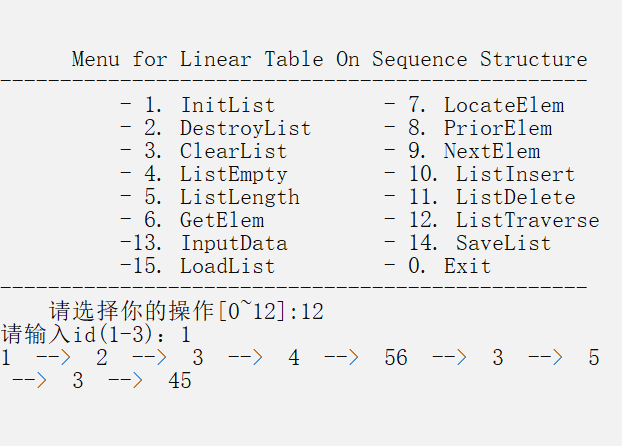 Menu for Linear Table On Sequence Structure
-------------------------------------------------
- 1. InitList - 7. LocateElem
- 2. DestroyList - 8. PriorElem
- 3. ClearList - 9. NextElem
- 4. ListEmpty - 10. ListInsert
- 5. ListLength - 11. ListDelete
- 6. GetElem - 12. ListTraverse
-13. InputData - 14. SaveList
-15. LoadList - 0. Exit
-------------------------------------------------
请选择你的操作[0~12]:12
请输入id(1-3): 1
1 --> 2 --> 3 --> 4 --> 56 --> 3 --> 5
--> 3 --> 45